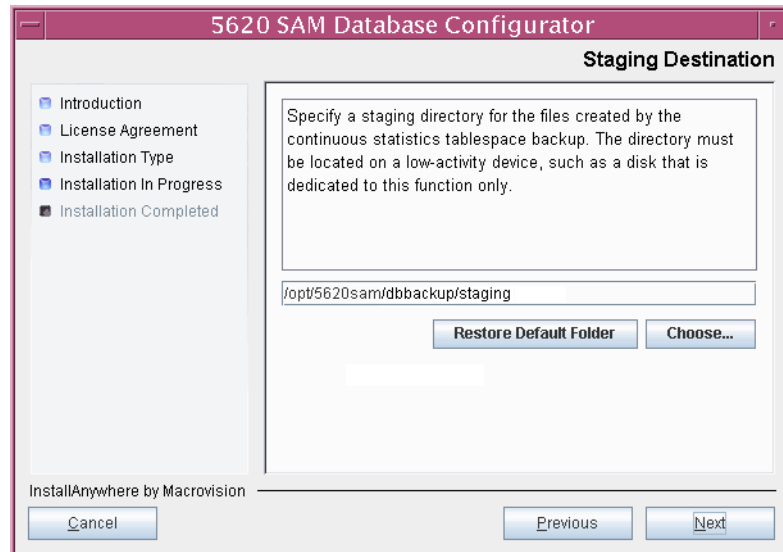 5620 SAM Database Configurator
Staging Destination
Introduction
License Agreement
Installation Type
Installation In Progress
Installation Completed
Specify a staging directory for the files created by the
continuous statistics tablespace backup. The directory must
be located on a low-activity device, such as a disk that is
dedicated to this function only.
/opt/5620sam/dbbackup/staging
Restore Default Folder
Choose...
InstallAnywhere by Macrovision
Cancel
Previous
Next